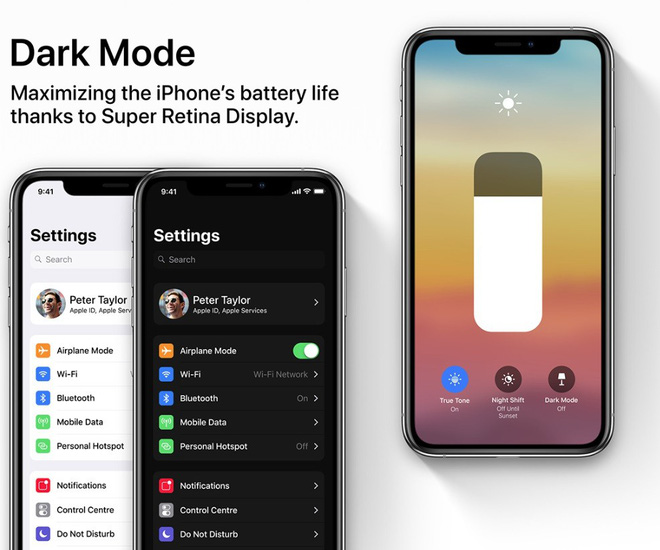 Dark Mode
Maximizing the iPhone's battery life
thanks to Super Retina Display.
9:41
Settings
Search
Peter Taylor
Apple ID, Apple Serv
Airplane Mode
Wi-Fi
Bluetooth
Mobile Data
Personal Hotspot
Notifications
Control Centre
Do Not Disturb
9:41
Settings
Search
Peter Taylor
Apple ID, Apple Services
Airplane Mode
Wi-Fi Wi-Fi Network
Bluetooth On
Mobile Data
Personal Hotspot Off
Notifications
Control Centre
Do Not Disturb
True Tone
On
Night Shift
Off Until
Sunset
Dark Mode
Off